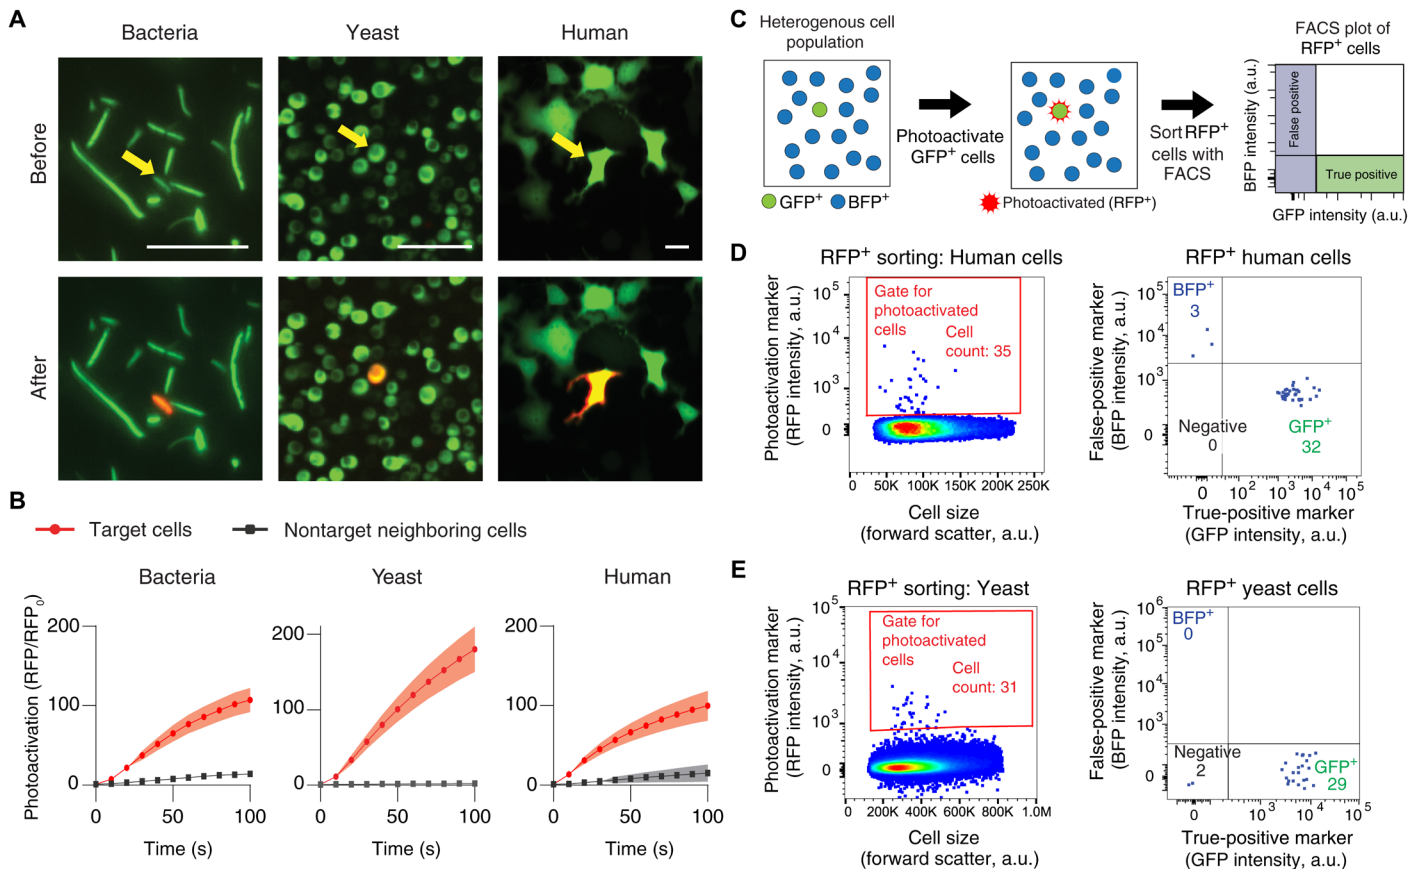 A
Bacteria
Yeast
Human
Before
After
B
Target cells
Nontarget neighboring cells
Bacteria
Yeast
Human
Photoactivation (RFP/RFP0)
200
100
0
0
50
100
Time (s)
200
100
0
0
50
100
Time (s)
200
100
0
0
50
100
Time (s)
C
Heterogenous cell
population
GFP+
BFP+
Photoactivate
GFP+ cells
Photoactivated (RFP+)
Sort RFP+
cells with
FACS
FACS plot of
RFP+ cells
BFP intensity (a.u.)
False positive
True positive
GFP intensity (a.u.)
D
RFP+ sorting: Human cells
Photoactivation marker
(RFP intensity, a.u.)
10^5
10^4
10^3
0
Gate for
photoactivated
cells
Cell
count: 35
0
50K
100K
150K
200K
250K
Cell size
(forward scatter, a.u.)
RFP+ human cells
False-positive marker
(BFP intensity, a.u.)
10^5
10^4
10^3
0
BFP+
3
Negative
0
GFP+
32
0
10^2
10^3
10^4
10^5
True-positive marker
(GFP intensity, a.u.)
E
RFP+ sorting: Yeast
Photoactivation marker
(RFP intensity, a.u.)
10^5
10^4
10^3
0
Gate for
photoactivated
cells
Cell
count: 31
0
200K
400K
600K
800K
1.0M
Cell size
(forward scatter, a.u.)
RFP+ yeast cells
False-positive marker
(BFP intensity, a.u.)
10^6
10^5
10^4
10^3
0
BFP+
0
Negative
2
GFP+
29
0
10^3
10^4
10^5
True-positive marker
(GFP intensity, a.u.)